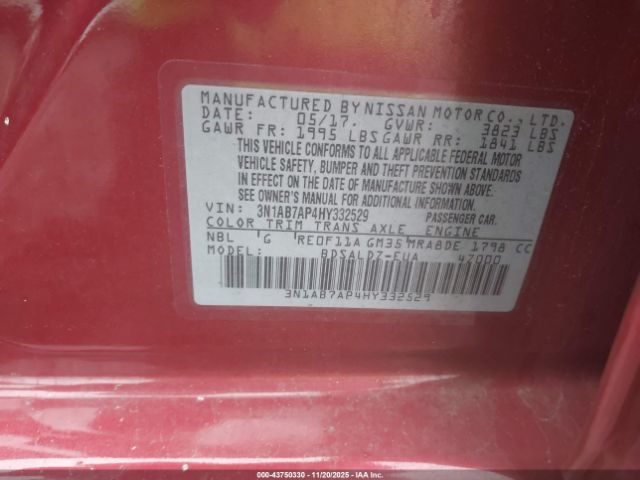 MANUFACTURED BY NISSAN MOTOR CO., LTD.
DATE: 05/17. GVWR: 3823 LBS
GAWR FR: 1995 LBS GAWR RR: 1841 LBS
THIS VEHICLE CONFORMS TO ALL APPLICABLE FEDERAL MOTOR
VEHICLE SAFETY, BUMPER AND THEFT PREVENTION STANDARDS
IN EFFECT ON THE DATE OF MANUFACTURE SHOWN ABOVE.
SEE OWNER'S MANUAL FOR ADDITIONAL INFORMATION.
VIN: 3N1AB7AP4HY332529 PASSENGER CAR.
COLOR TRIM TRANS AXLE ENGINE
NBL G RE0F11A GM35 MRA8DE 1798 CC
MODEL: BDSALDZ-EUA 47000
3N1AB7AP4HY332529
000-43750330 - 11/20/2025 - IAA Inc.